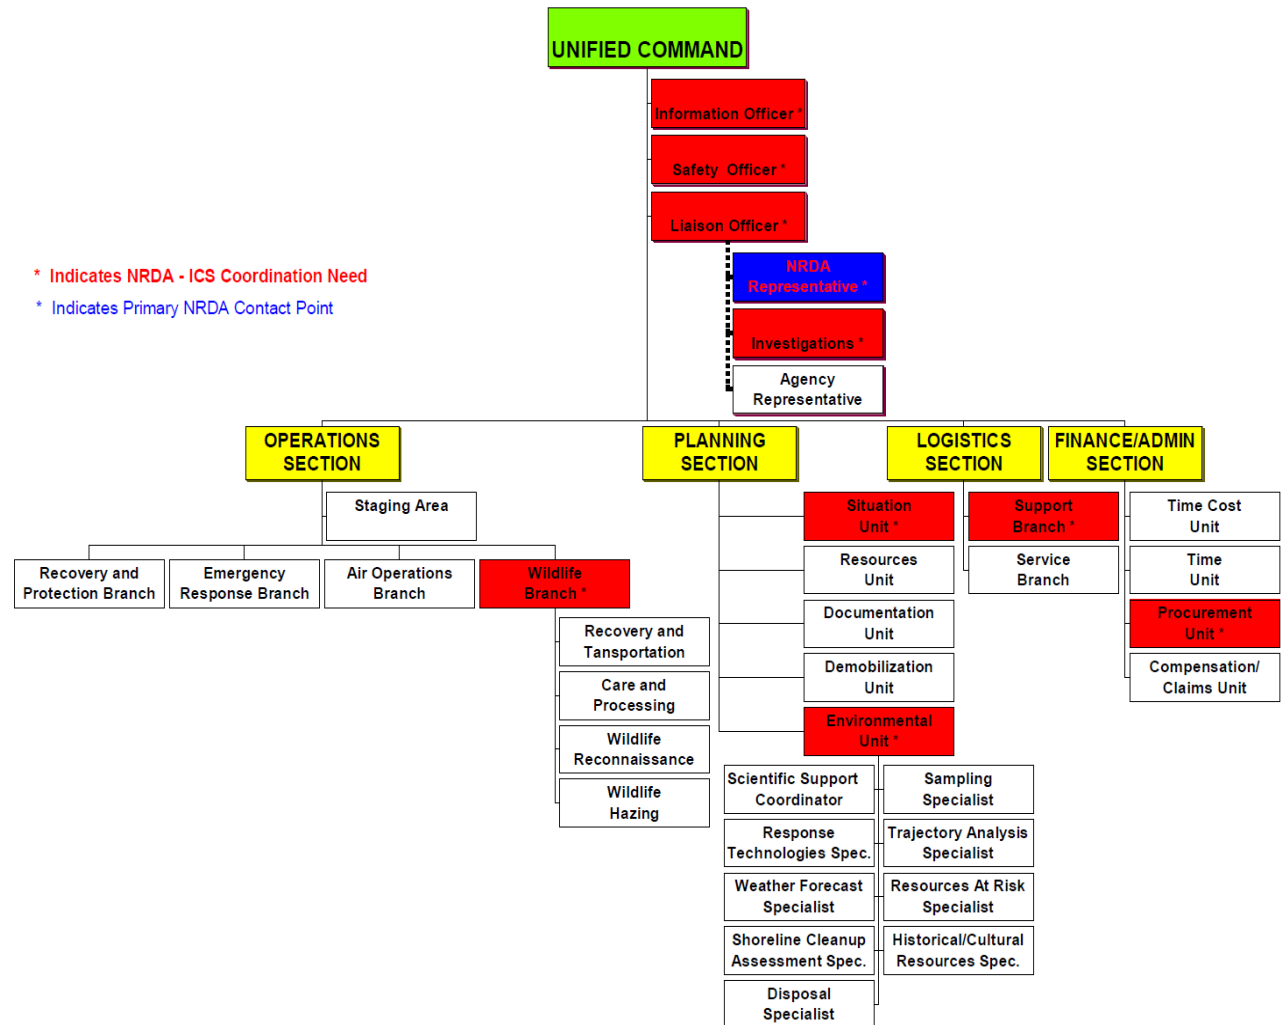 UNIFIED COMMAND
Information Officer *
Safety Officer *
Liaison Officer *
* Indicates NRDA - ICS Coordination Need
* Indicates Primary NRDA Contact Point
NRDA
Representative *
Investigations *
Agency
Representative
OPERATIONS
SECTION
PLANNING
SECTION
LOGISTICS
SECTION
FINANCE/ADMIN
SECTION
Staging Area
Recovery and
Protection Branch
Emergency
Response Branch
Air Operations
Branch
Wildlife
Branch *
Recovery and
Tansportation
Care and
Processing
Wildlife
Reconnaissance
Wildlife
Hazing
Situation
Unit *
Resources
Unit
Documentation
Unit
Demobilization
Unit
Environmental
Unit *
Scientific Support
Coordinator
Sampling
Specialist
Response
Technologies Spec.
Trajectory Analysis
Specialist
Weather Forecast
Specialist
Resources At Risk
Specialist
Shoreline Cleanup
Assessment Spec.
Historical/Cultural
Resources Spec.
Disposal
Specialist
Support
Branch *
Service
Branch
Time Cost
Unit
Time
Unit
Procurement
Unit *
Compensation/
Claims Unit